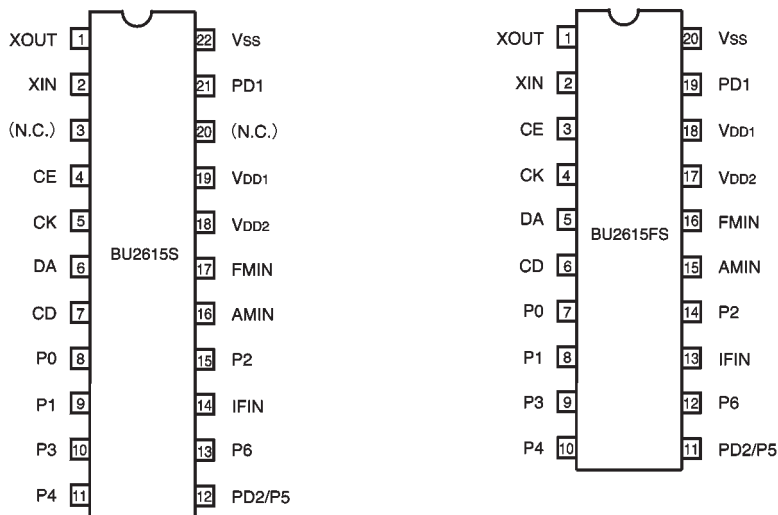 XOUT 1 22 VSS
XIN 2 21 PD1
(N.C.) 3 20 (N.C.)
CE 4 19 VDD1
CK 5 18 VDD2
BU2615S
DA 6 17 FMIN
CD 7 16 AMIN
P0 8 15 P2
P1 9 14 IFIN
P3 10 13 P6
P4 11 12 PD2/P5
XOUT 1 20 VSS
XIN 2 19 PD1
CE 3 18 VDD1
CK 4 17 VDD2
DA 5 16 FMIN
BU2615FS
CD 6 15 AMIN
P0 7 14 P2
P1 8 13 IFIN
P3 9 12 P6
P4 10 11 PD2/P5